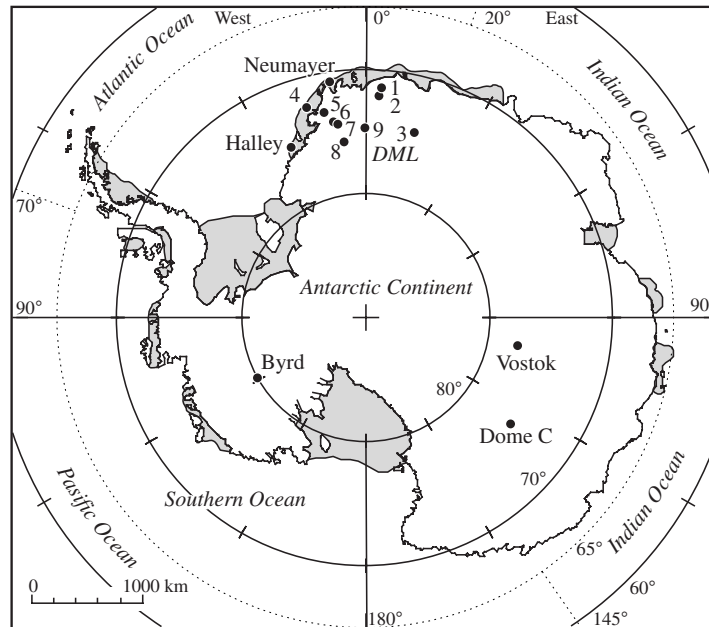 West
0°
20°
East
Atlantic Ocean
Indian Ocean
Neumayer
4
5
6
7
8
9
1
2
3
DML
Halley
70°
90°
90
Antarctic Continent
Byrd
Vostok
80°
Dome C
70°
Southern Ocean
Pasific Ocean
Indian Ocean
65°
60°
0
1000 km
180°
145°